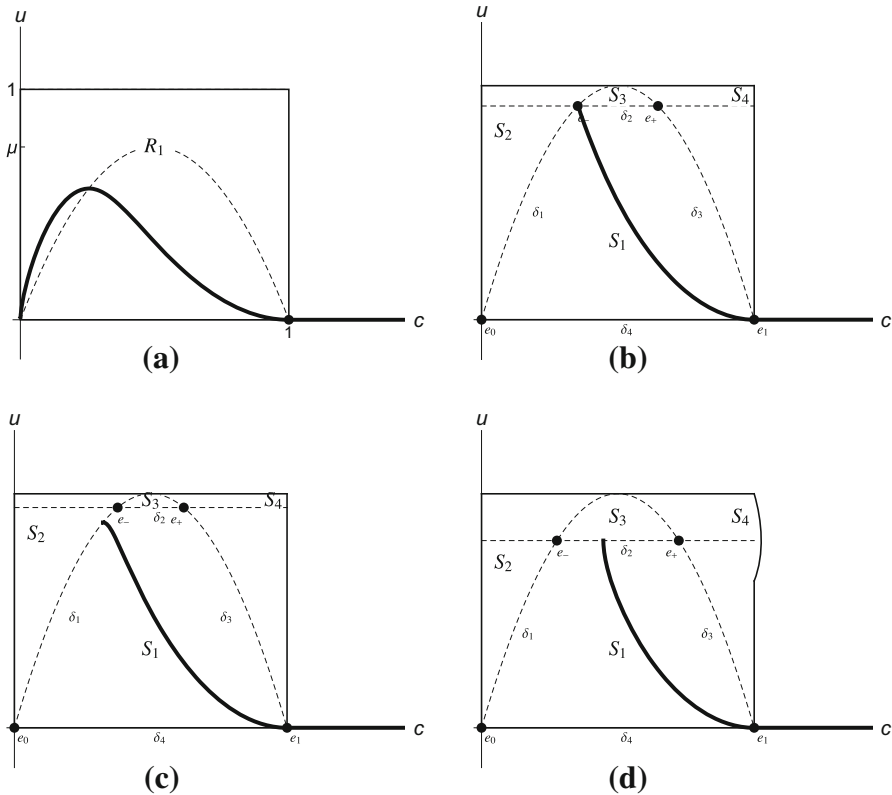 u
1
μ
R₁
1
c
(a)
u
S₃
S₄
e₋
δ₂
e₊
S₂
δ₁
δ₃
S₁
c
e₀
δ₄
e₁
(b)
u
S₃
S₄
e₋
δ₂
e₊
S₂
δ₁
δ₃
S₁
c
e₀
δ₄
e₁
(c)
u
S₃
S₄
e₋
δ₂
e₊
S₂
δ₁
δ₃
S₁
c
e₀
δ₄
e₁
(d)